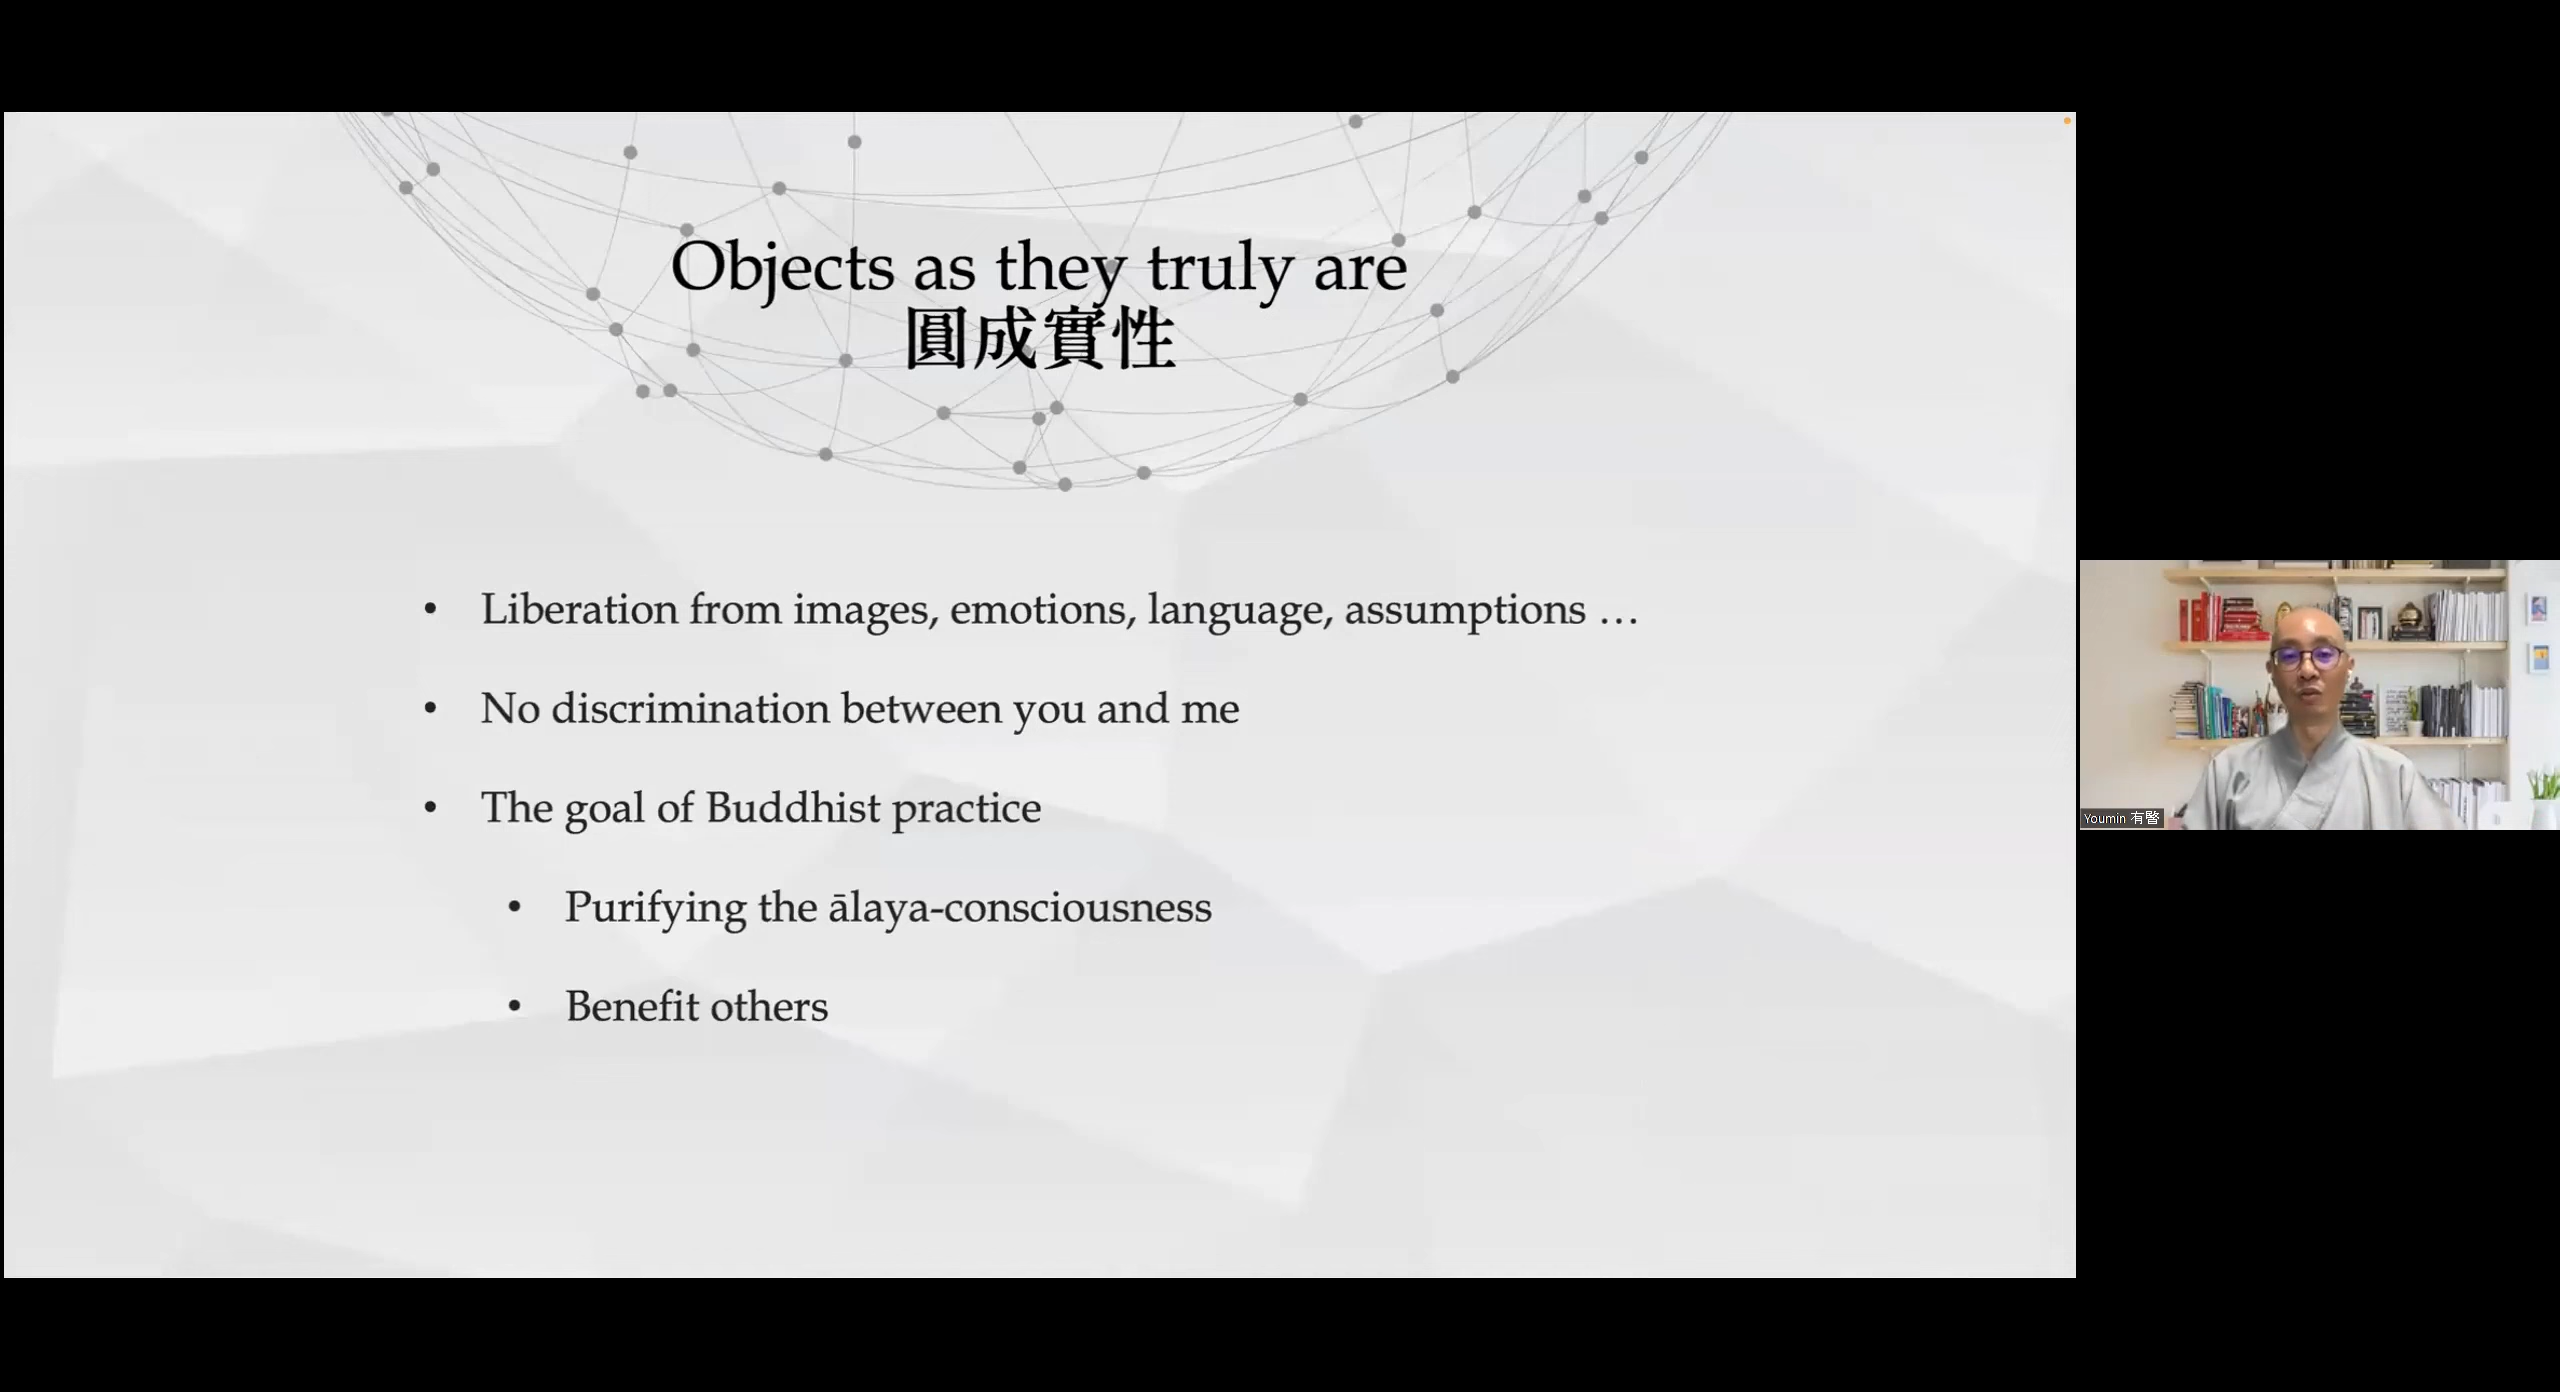 Objects as they truly are
圓成實性
• Liberation from images, emotions, language, assumptions …
• No discrimination between you and me
• The goal of Buddhist practice
• Purifying the ālaya-consciousness
• Benefit others
Youmin 有暋